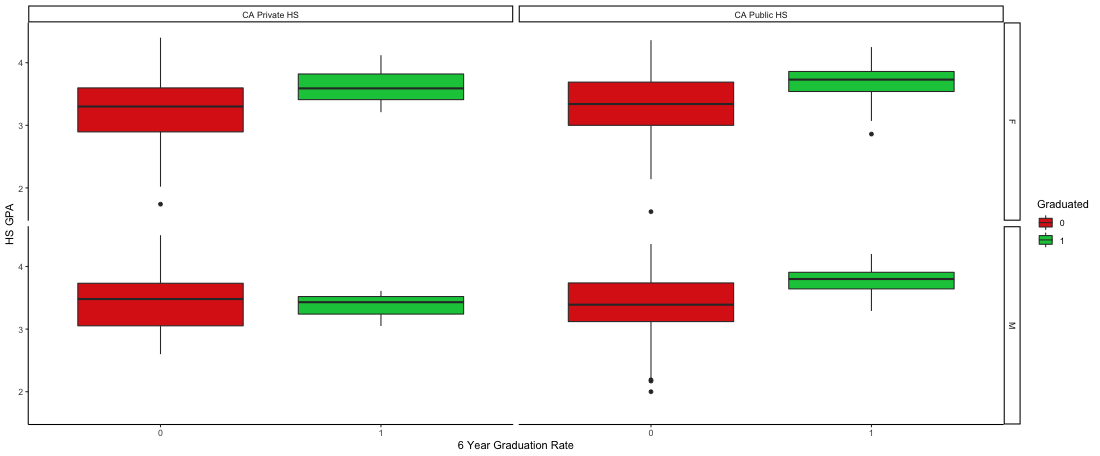 CA Private HS
CA Public HS
4
3
2
F
HS GPA
4
3
2
M
0
1
0
1
6 Year Graduation Rate
Graduated
0
1